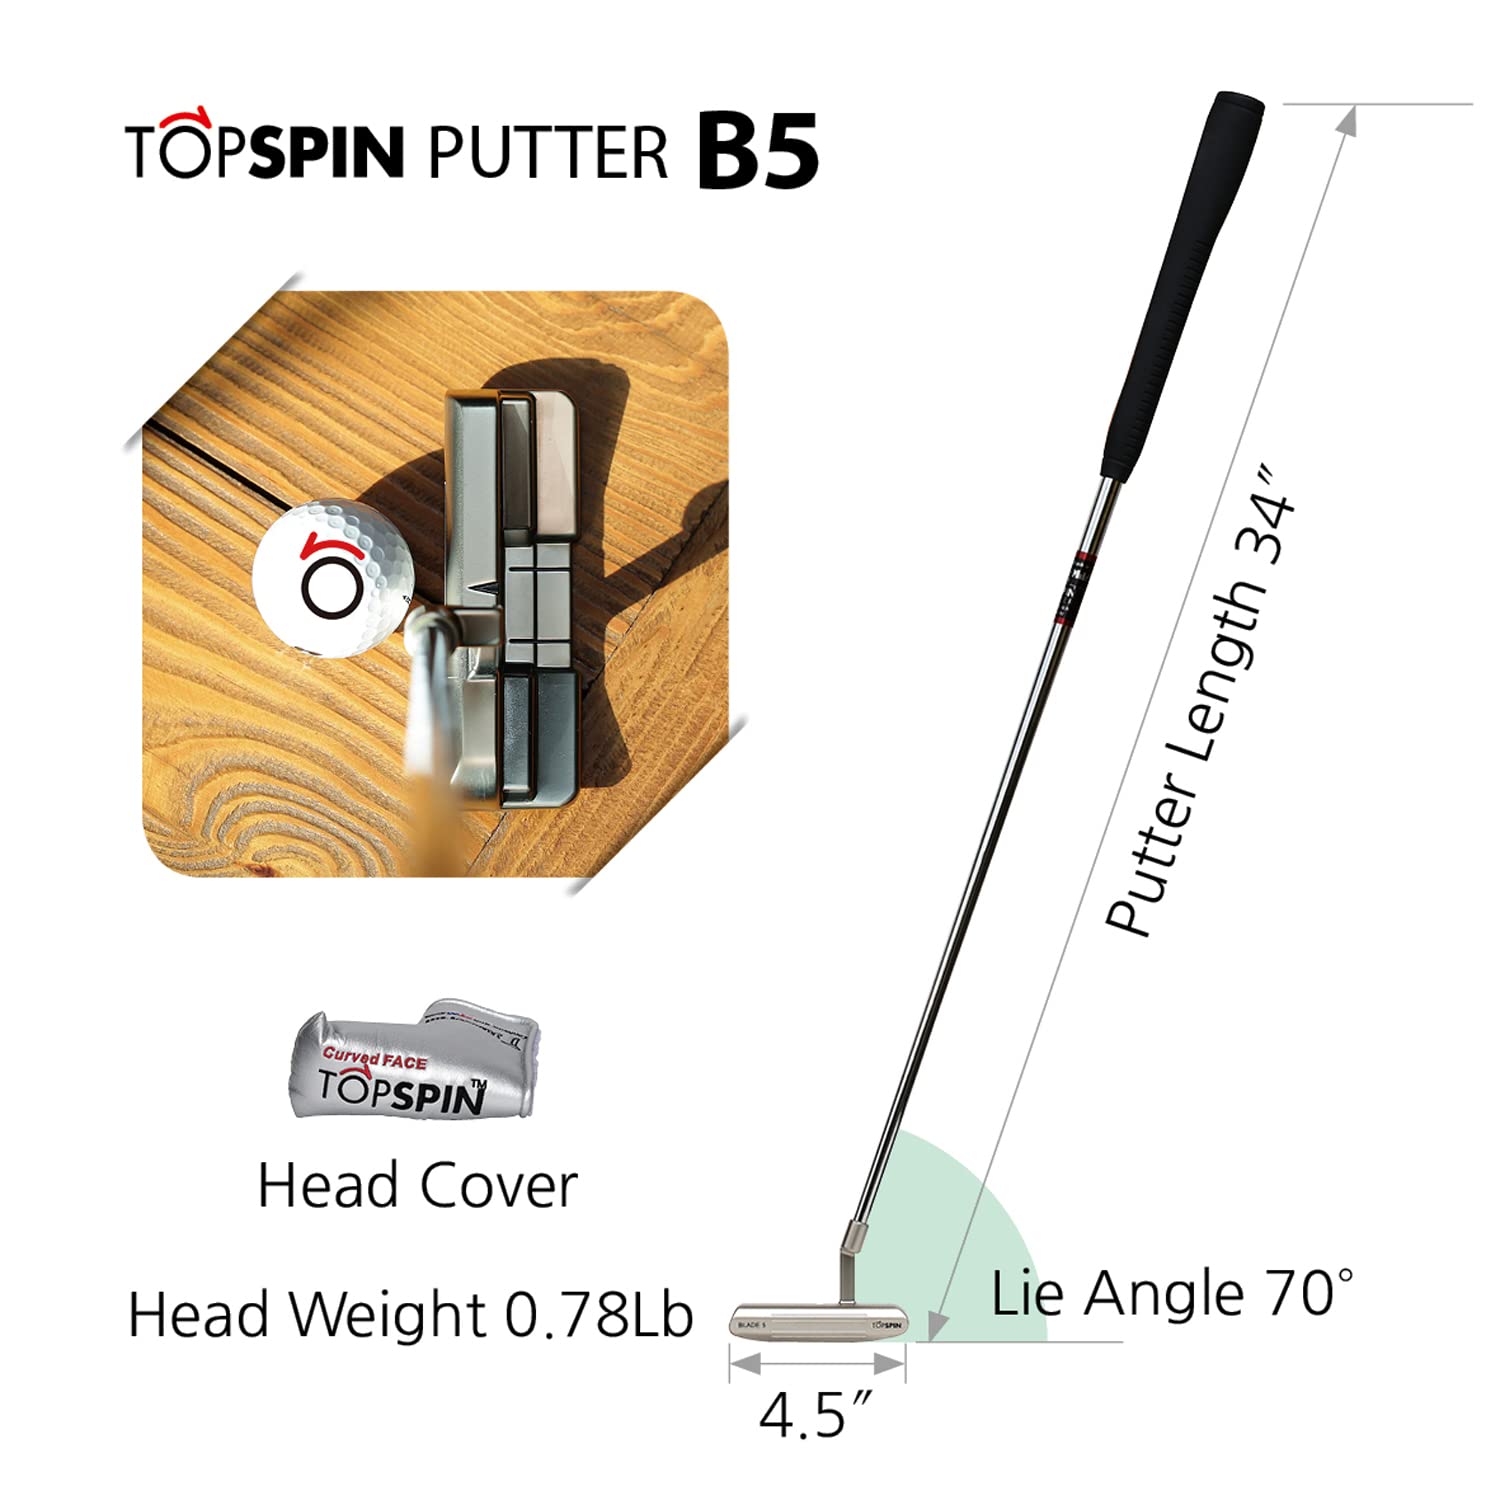 TOPSPIN PUTTER B5
Putter Length 34″
Curved FACE
TOPSPIN™
Head Cover
Head Weight 0.78Lb
Lie Angle 70°
BLADE 5
TOPSPIN
4.5″